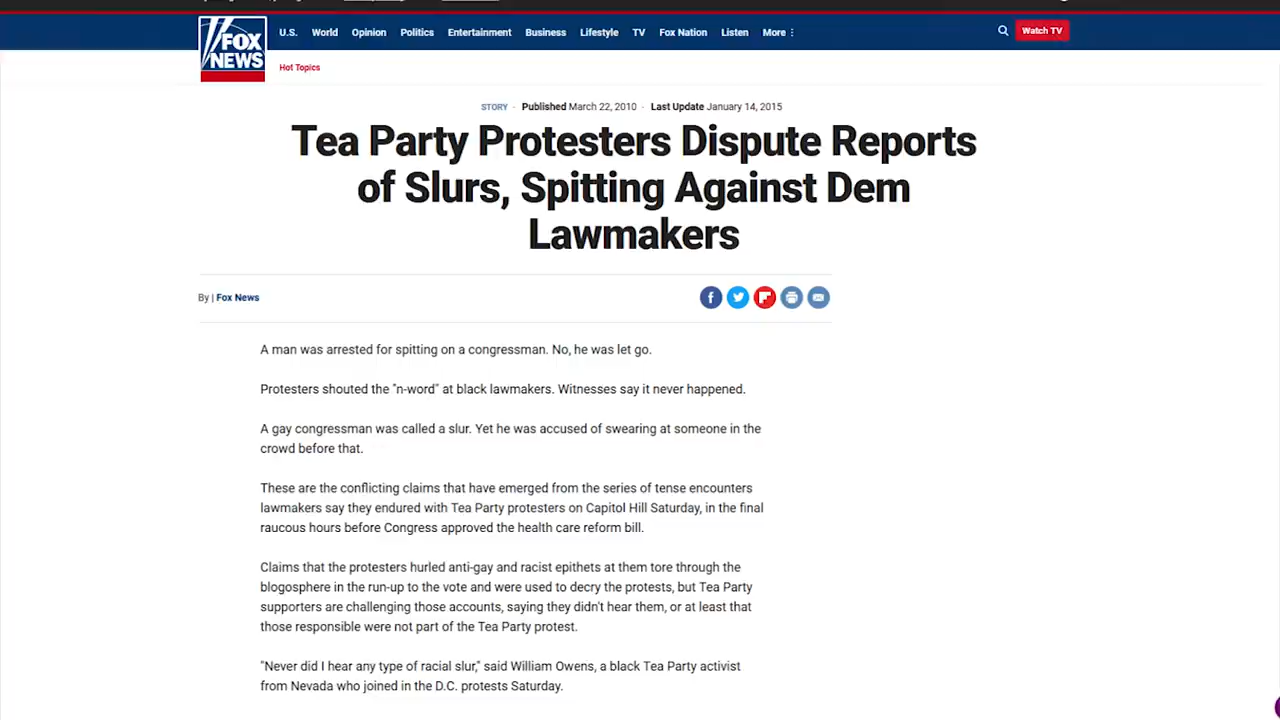 FOX
NEWS
U.S. World Opinion Politics Entertainment Business Lifestyle TV Fox Nation Listen More
Watch TV
Hot Topics
STORY · Published March 22, 2010 · Last Update January 14, 2015
Tea Party Protesters Dispute Reports
of Slurs, Spitting Against Dem
Lawmakers
By | Fox News
A man was arrested for spitting on a congressman. No, he was let go.
Protesters shouted the "n-word" at black lawmakers. Witnesses say it never happened.
A gay congressman was called a slur. Yet he was accused of swearing at someone in the
crowd before that.
These are the conflicting claims that have emerged from the series of tense encounters
lawmakers say they endured with Tea Party protesters on Capitol Hill Saturday, in the final
raucous hours before Congress approved the health care reform bill.
Claims that the protesters hurled anti-gay and racist epithets at them tore through the
blogosphere in the run-up to the vote and were used to decry the protests, but Tea Party
supporters are challenging those accounts, saying they didn't hear them, or at least that
those responsible were not part of the Tea Party protest.
"Never did I hear any type of racial slur," said William Owens, a black Tea Party activist
from Nevada who joined in the D.C. protests Saturday.